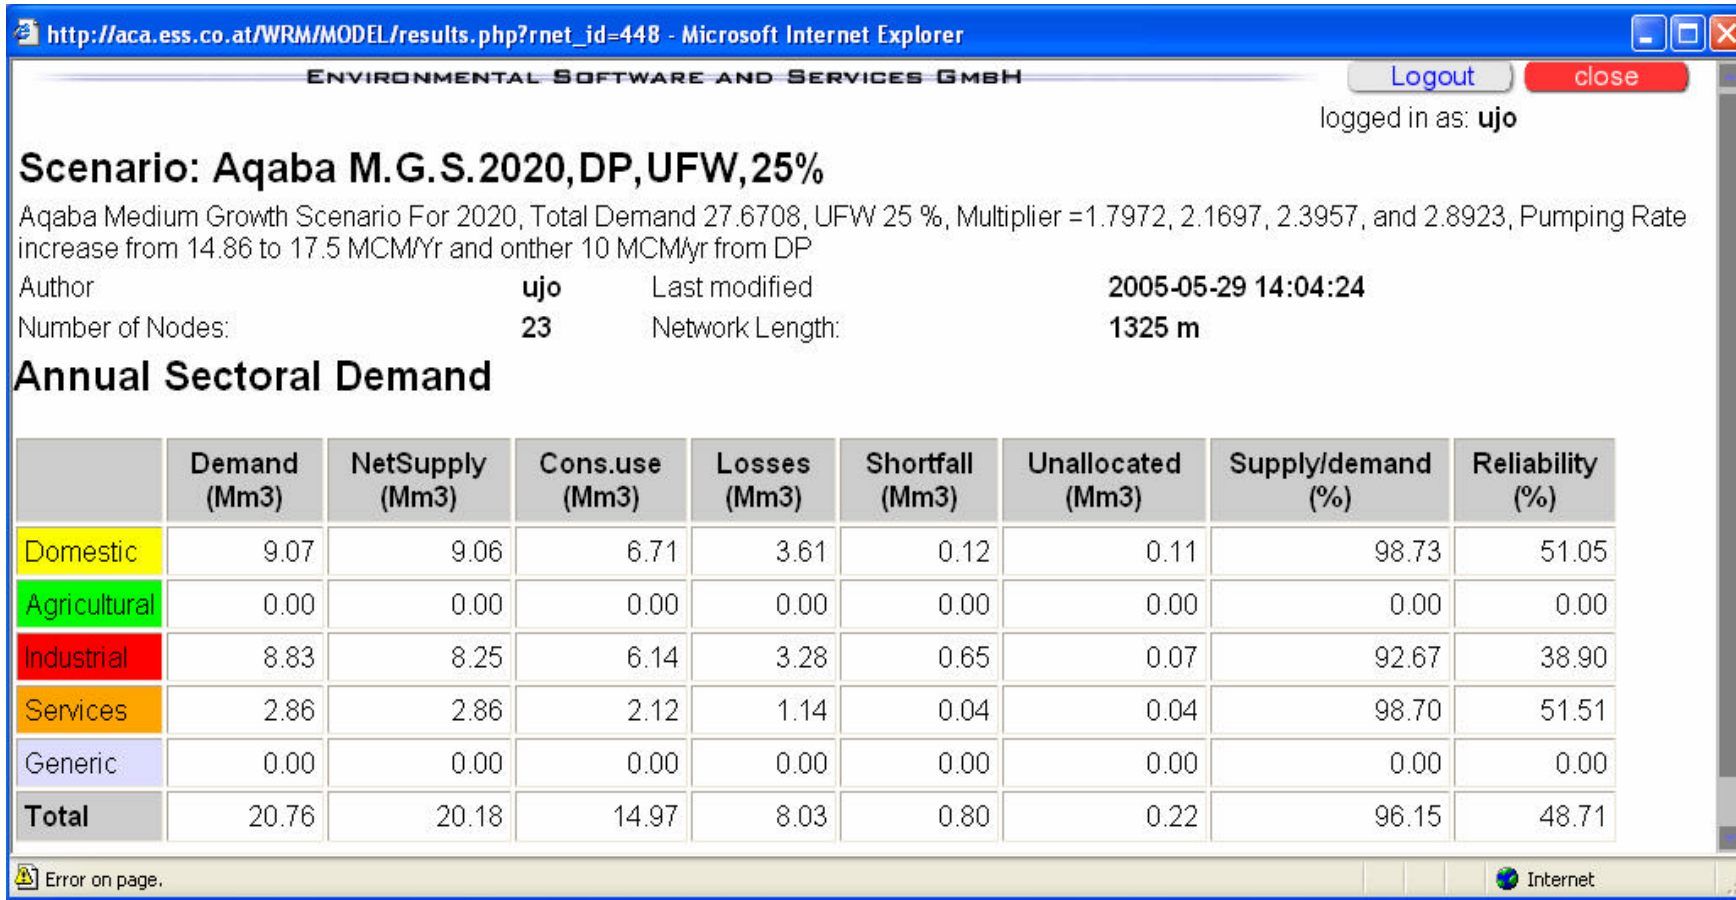 http://aca.ess.co.at/WRM/MODEL/results.php?rnet_id=448 - Microsoft Internet Explorer
ENVIRONMENTAL SOFTWARE AND SERVICES GMBH Logout close
logged in as: ujo
Scenario: Aqaba M.G.S.2020,DP,UFW,25%
Aqaba Medium Growth Scenario For 2020, Total Demand 27.6708, UFW 25 %, Multiplier =1.7972, 2.1697, 2.3957, and 2.8923, Pumping Rate
increase from 14.86 to 17.5 MCM/Yr and onther 10 MCM/yr from DP
Author ujo Last modified 2005-05-29 14:04:24
Number of Nodes: 23 Network Length: 1325 m
Annual Sectoral Demand
Demand NetSupply Cons.use Losses Shortfall Unallocated Supply/demand Reliability
(Mm3) (Mm3) (Mm3) (Mm3) (Mm3) (Mm3) (%) (%)
Domestic 9.07 9.06 6.71 3.61 0.12 0.11 98.73 51.05
Agricultural 0.00 0.00 0.00 0.00 0.00 0.00 0.00 0.00
Industrial 8.83 8.25 6.14 3.28 0.65 0.07 92.67 38.90
Services 2.86 2.86 2.12 1.14 0.04 0.04 98.70 51.51
Generic 0.00 0.00 0.00 0.00 0.00 0.00 0.00 0.00
Total 20.76 20.18 14.97 8.03 0.80 0.22 96.15 48.71
Error on page. Internet